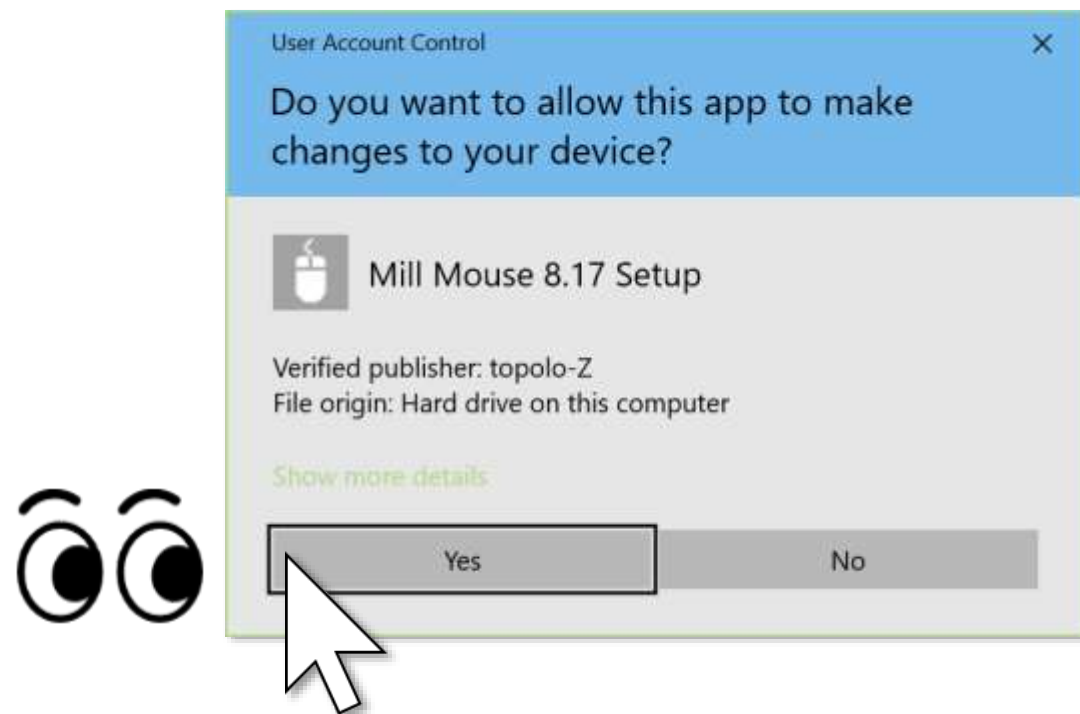 User Account Control
Do you want to allow this app to make
changes to your device?
Mill Mouse 8.17 Setup
Verified publisher: topolo-Z
File origin: Hard drive on this computer
Show more details
Yes
No